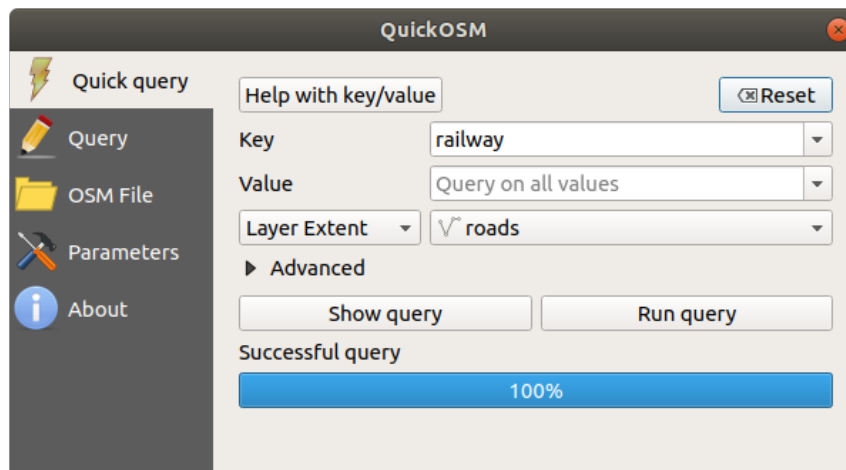 QuickOSM
Quick query
Query
OSM File
Parameters
About
Help with key/value
Reset
Key
railway
Value
Query on all values
Layer Extent
roads
Advanced
Show query
Run query
Successful query
100%